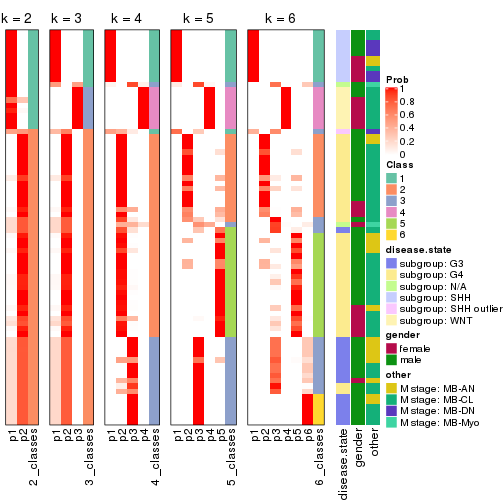 k = 2 k = 3 k = 4 k = 5 k = 6
Prob
1
0.8
0.6
0.4
0.2
0
Class
1
2
3
4
5
6
disease.state
subgroup: G3
subgroup: G4
subgroup: N/A
subgroup: SHH
subgroup: SHH outlier
subgroup: WNT
gender
female
male
other
M stage: MB-AN
M stage: MB-CL
M stage: MB-DN
M stage: MB-Myo
p1 p2 2_classes p1 p2 p3 3_classes p1 p2 p3 p4 4_classes p1 p2 p3 p4 p5 5_classes p1 p2 p3 p4 p5 p6 6_classes disease.state gender other